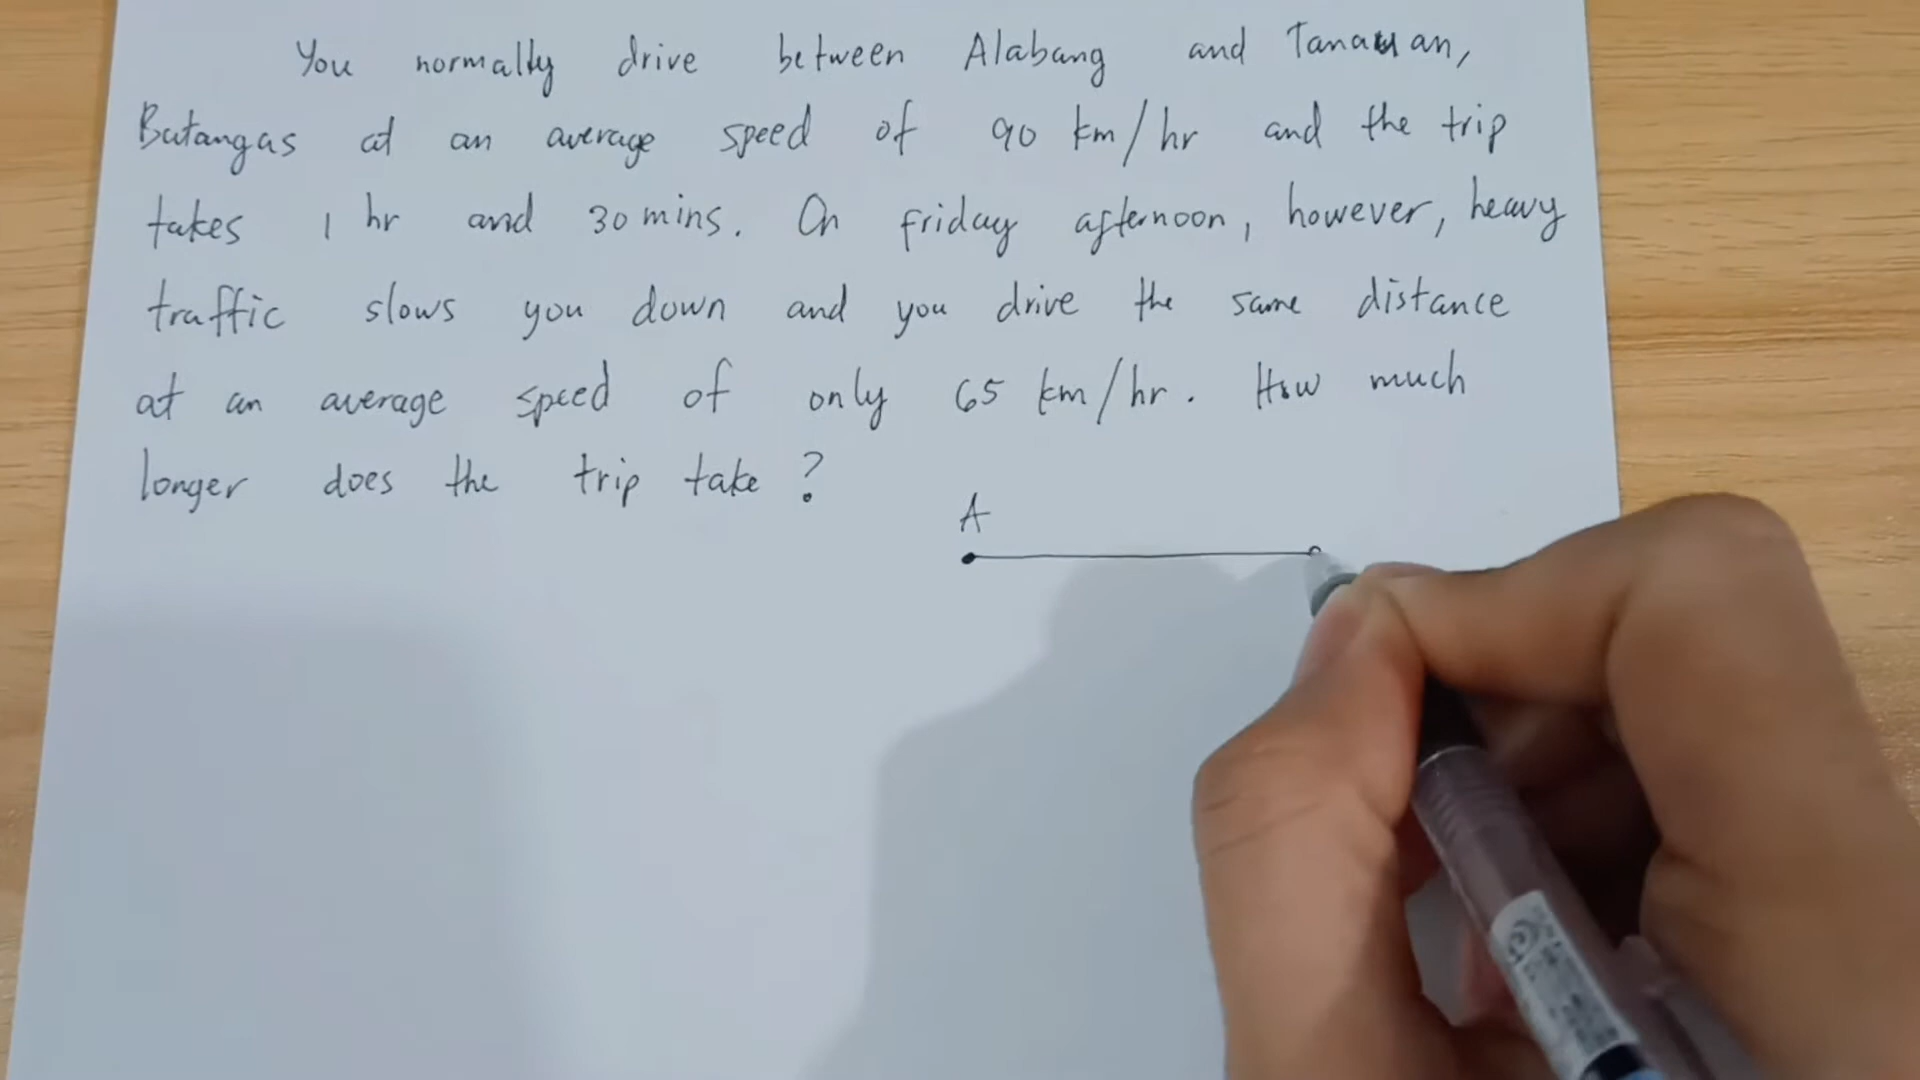 You normally drive between Alabang and Tanauan,
Batangas at an average speed of 90 km/hr and the trip
takes 1 hr and 30 mins. On friday afternoon, however, heavy
traffic slows you down and you drive the same distance
at an average speed of only 65 km/hr. How much
longer does the trip take?
A